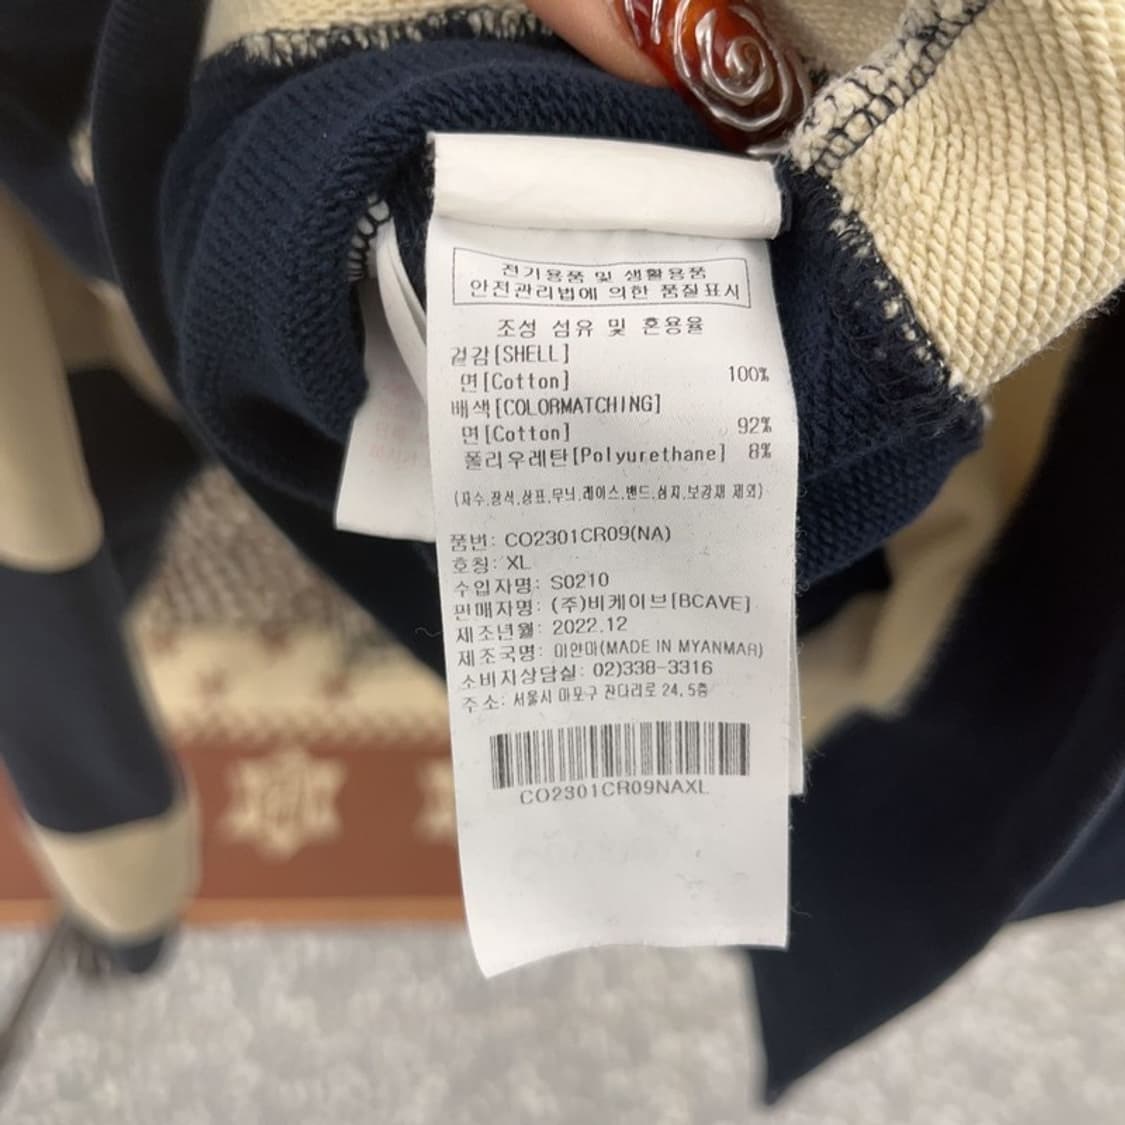 전기용품 및 생활용품
안전관리법에 의한 품질표시
조성 섬유 및 혼용율
겉감[SHELL]
면[Cotton] 100%
배색[COLORMATCHING]
면[Cotton] 92%
폴리우레탄[Polyurethane] 8%
(자수,장식,상표,무늬,레이스,밴드,심지,보강재 제외)
품번: CO2301CR09(NA)
호칭: XL
수입자명: S0210
판매자명: (주)비케이브[BCAVE]
제조년월: 2022.12
제조국명: 미얀마(MADE IN MYANMAR)
소비지상담실: 02)338-3316
주소: 서울시 마포구 잔다리로 24, 5층
CO2301CR09NAXL